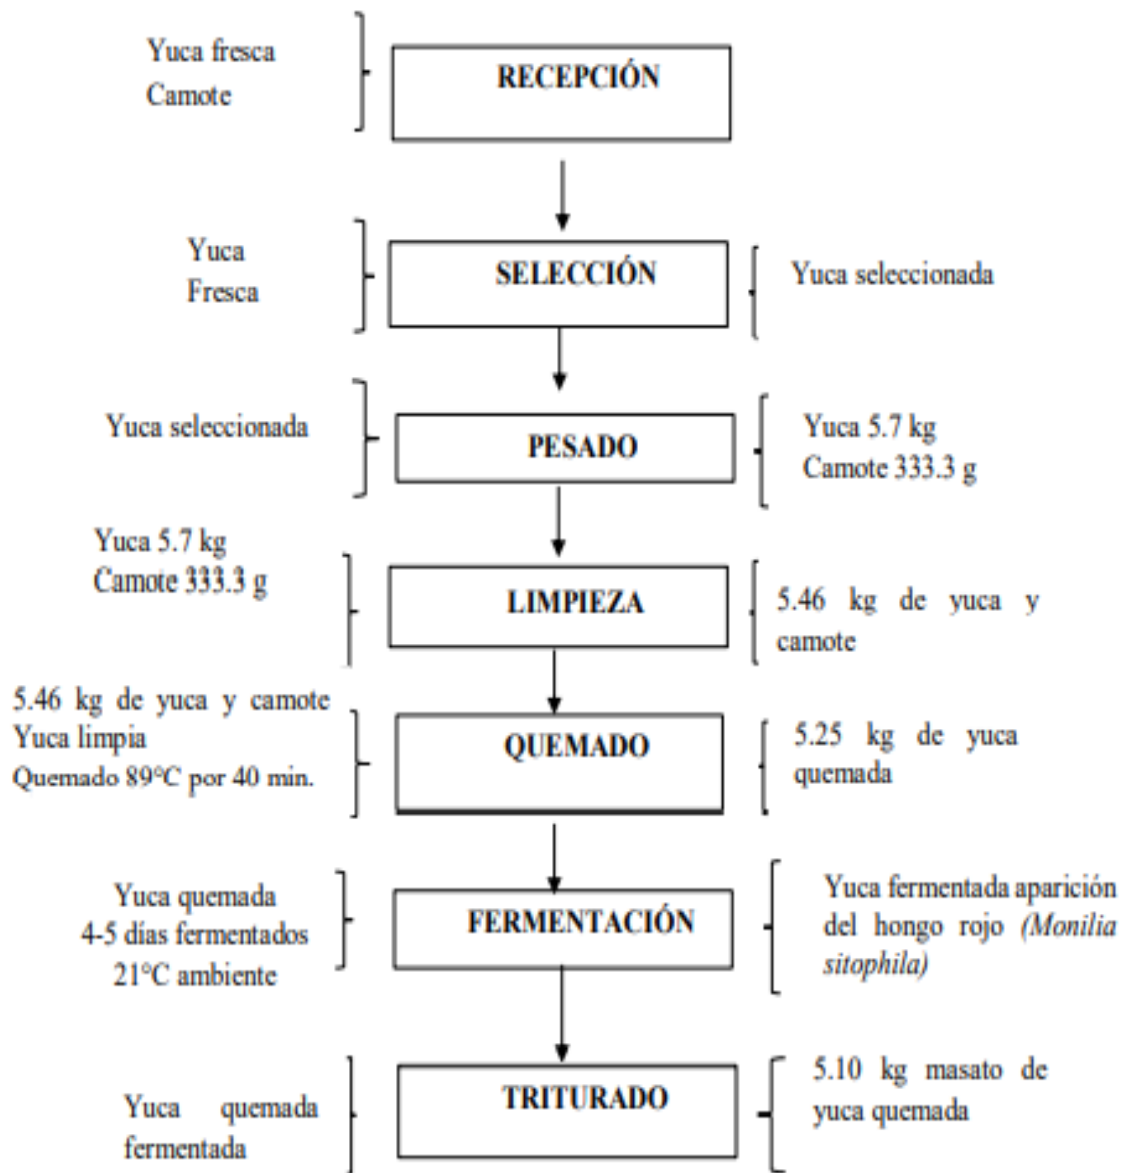 Yuca fresca
Camote
RECEPCIÓN
Yuca
Fresca
SELECCIÓN
Yuca seleccionada
Yuca seleccionada
PESADO
Yuca 5.7 kg
Camote 333.3 g
Yuca 5.7 kg
Camote 333.3 g
LIMPIEZA
5.46 kg de yuca y
camote
5.46 kg de yuca y camote
Yuca limpia
Quemado 89°C por 40 min.
QUEMADO
5.25 kg de yuca
quemada
Yuca quemada
4-5 días fermentados
21°C ambiente
FERMENTACIÓN
Yuca fermentada aparición
del hongo rojo (Monilia
sitophila)
Yuca quemada
fermentada
TRITURADO
5.10 kg masato de
yuca quemada